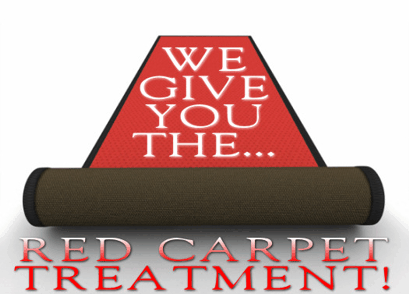 WE
GIVE
YOU
THE...
RED CARPET
TREATMENT!